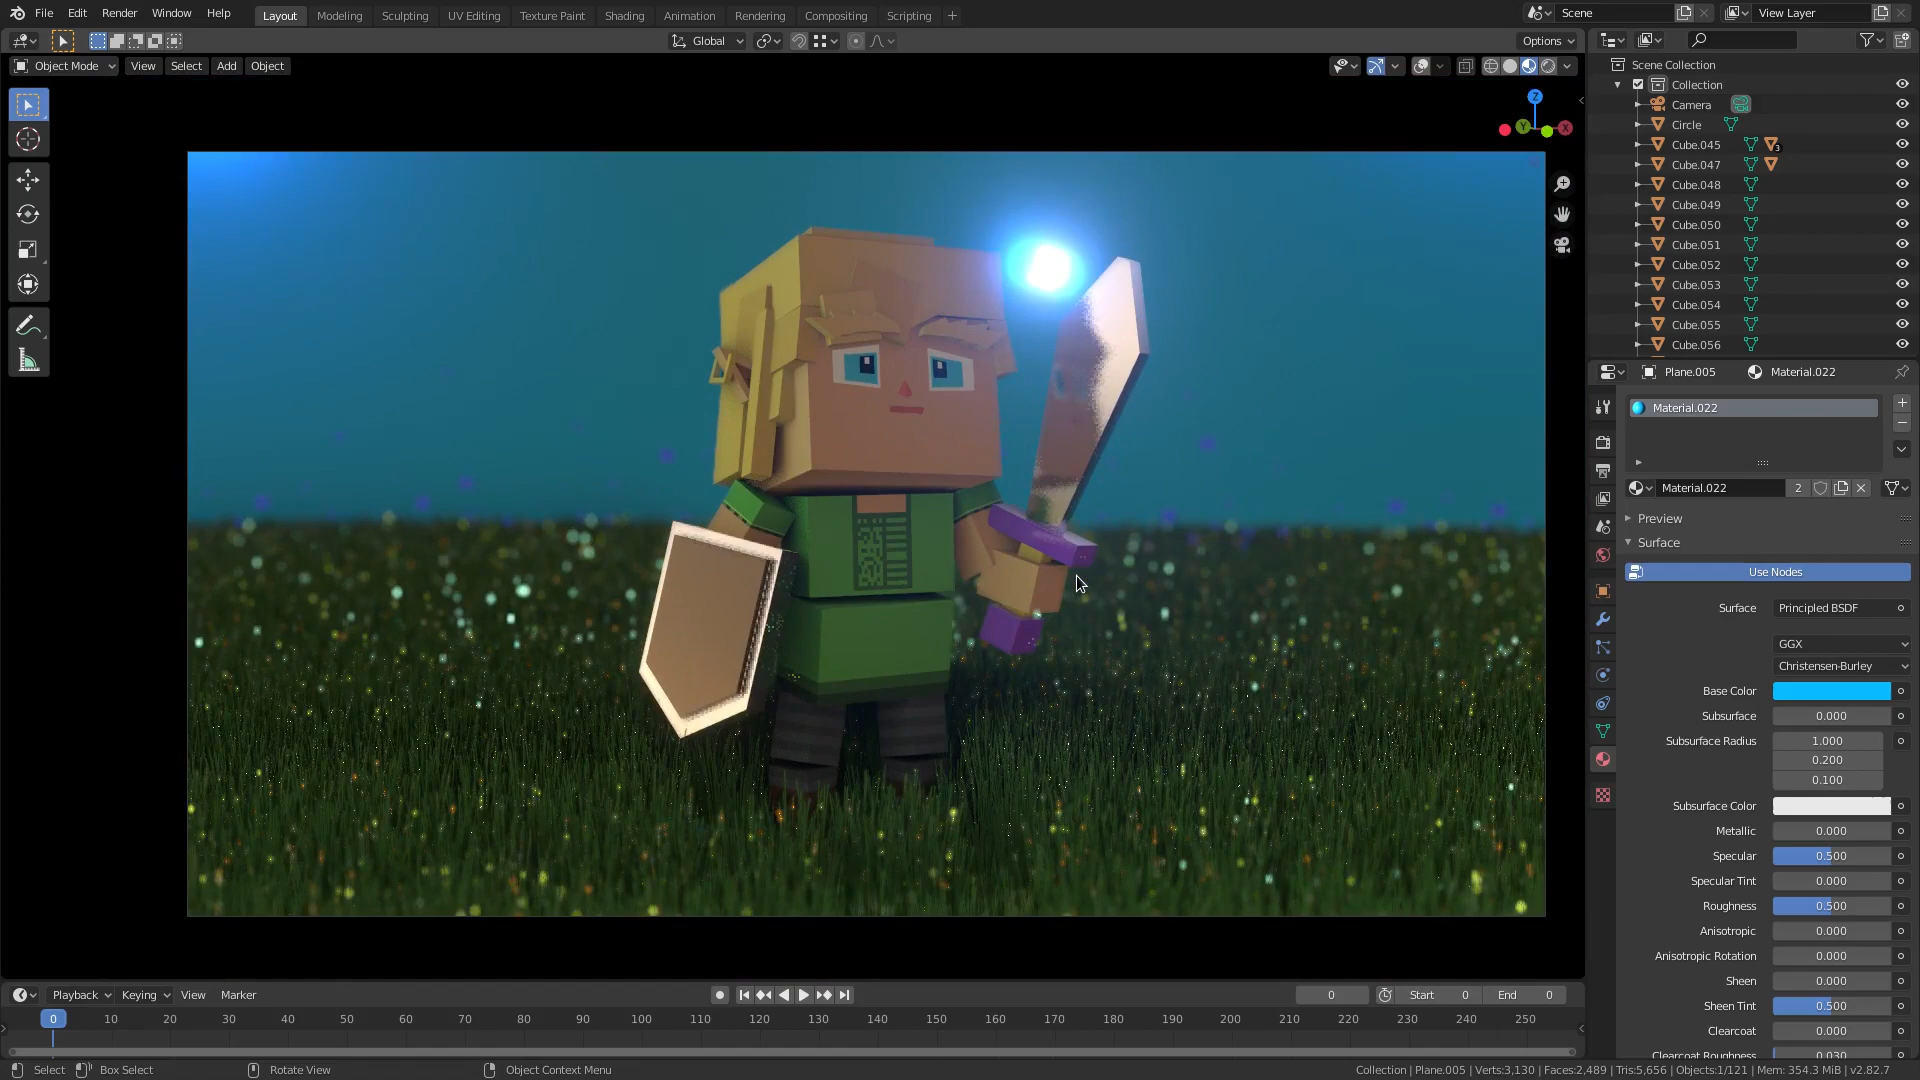 File Edit Render Window Help Layout Modeling Sculpting UV Editing Texture Paint Shading Animation Rendering Compositing Scripting + Scene View Layer
Global Options
Object Mode View Select Add Object
Z
Y X
Scene Collection
Collection
Camera
Circle
Cube.045 3
Cube.047
Cube.048
Cube.049
Cube.050
Cube.051
Cube.052
Cube.053
Cube.054
Cube.055
Cube.056
Plane.005 Material.022
Material.022
Material.022 2
Preview
Surface
Use Nodes
Surface Principled BSDF
GGX
Christensen-Burley
Base Color
Subsurface 0.000
Subsurface Radius 1.000
0.200
0.100
Subsurface Color
Metallic 0.000
Specular 0.500
Specular Tint 0.000
Roughness 0.500
Anisotropic 0.000
Anisotropic Rotation 0.000
Sheen 0.000
Sheen Tint 0.500
Clearcoat 0.000
Clearcoat Roughness 0.030
Playback Keying View Marker 0 Start 0 End 0
0 10 20 30 40 50 60 70 80 90 100 110 120 130 140 150 160 170 180 190 200 210 220 230 240 250
Select Box Select Rotate View Object Context Menu Collection | Plane.005 | Verts:3,130 | Faces:2,489 | Tris:5,656 | Objects:1/121 | Mem: 354.3 MiB | v2.82.7